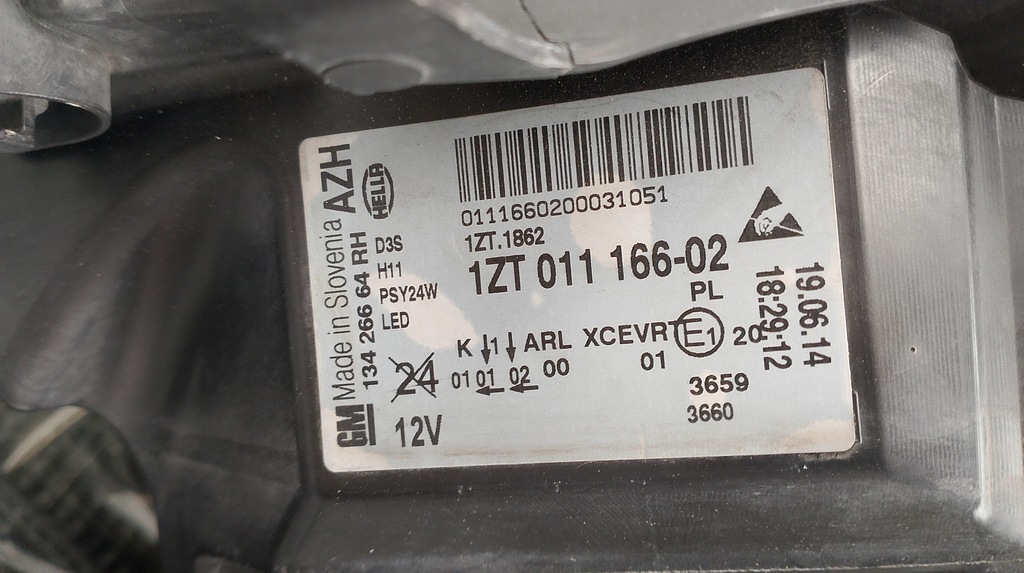 GM Made in Slovenia
134 266 64 RH AZH
HELLA
01116600200031051
1ZT.1862
1ZT 011 166-02
D3S
H11
PSY24W
LED
PL
K 1 ARL XCEVRT E1 20
01 01 02 00 01
24
12V
3659
3660
19.06.14
18:29:12